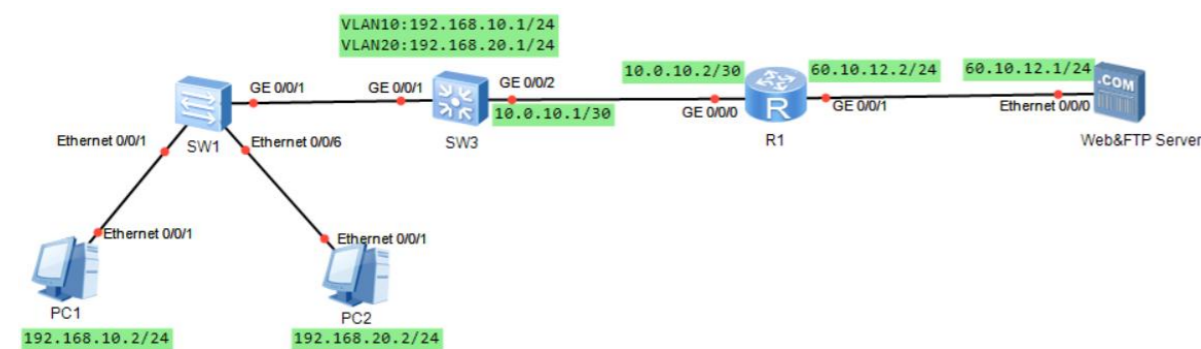 VLAN10:192.168.10.1/24
VLAN20:192.168.20.1/24
10.0.10.2/30
60.10.12.2/24
60.10.12.1/24
.COM
GE 0/0/1
GE 0/0/1
GE 0/0/2
10.0.10.1/30
GE 0/0/0
R
GE 0/0/1
Ethernet 0/0/0
Ethernet 0/0/1
SW1
Ethernet 0/0/6
SW3
R1
Web&FTP Server
Ethernet 0/0/1
Ethernet 0/0/1
PC1
PC2
192.168.10.2/24
192.168.20.2/24